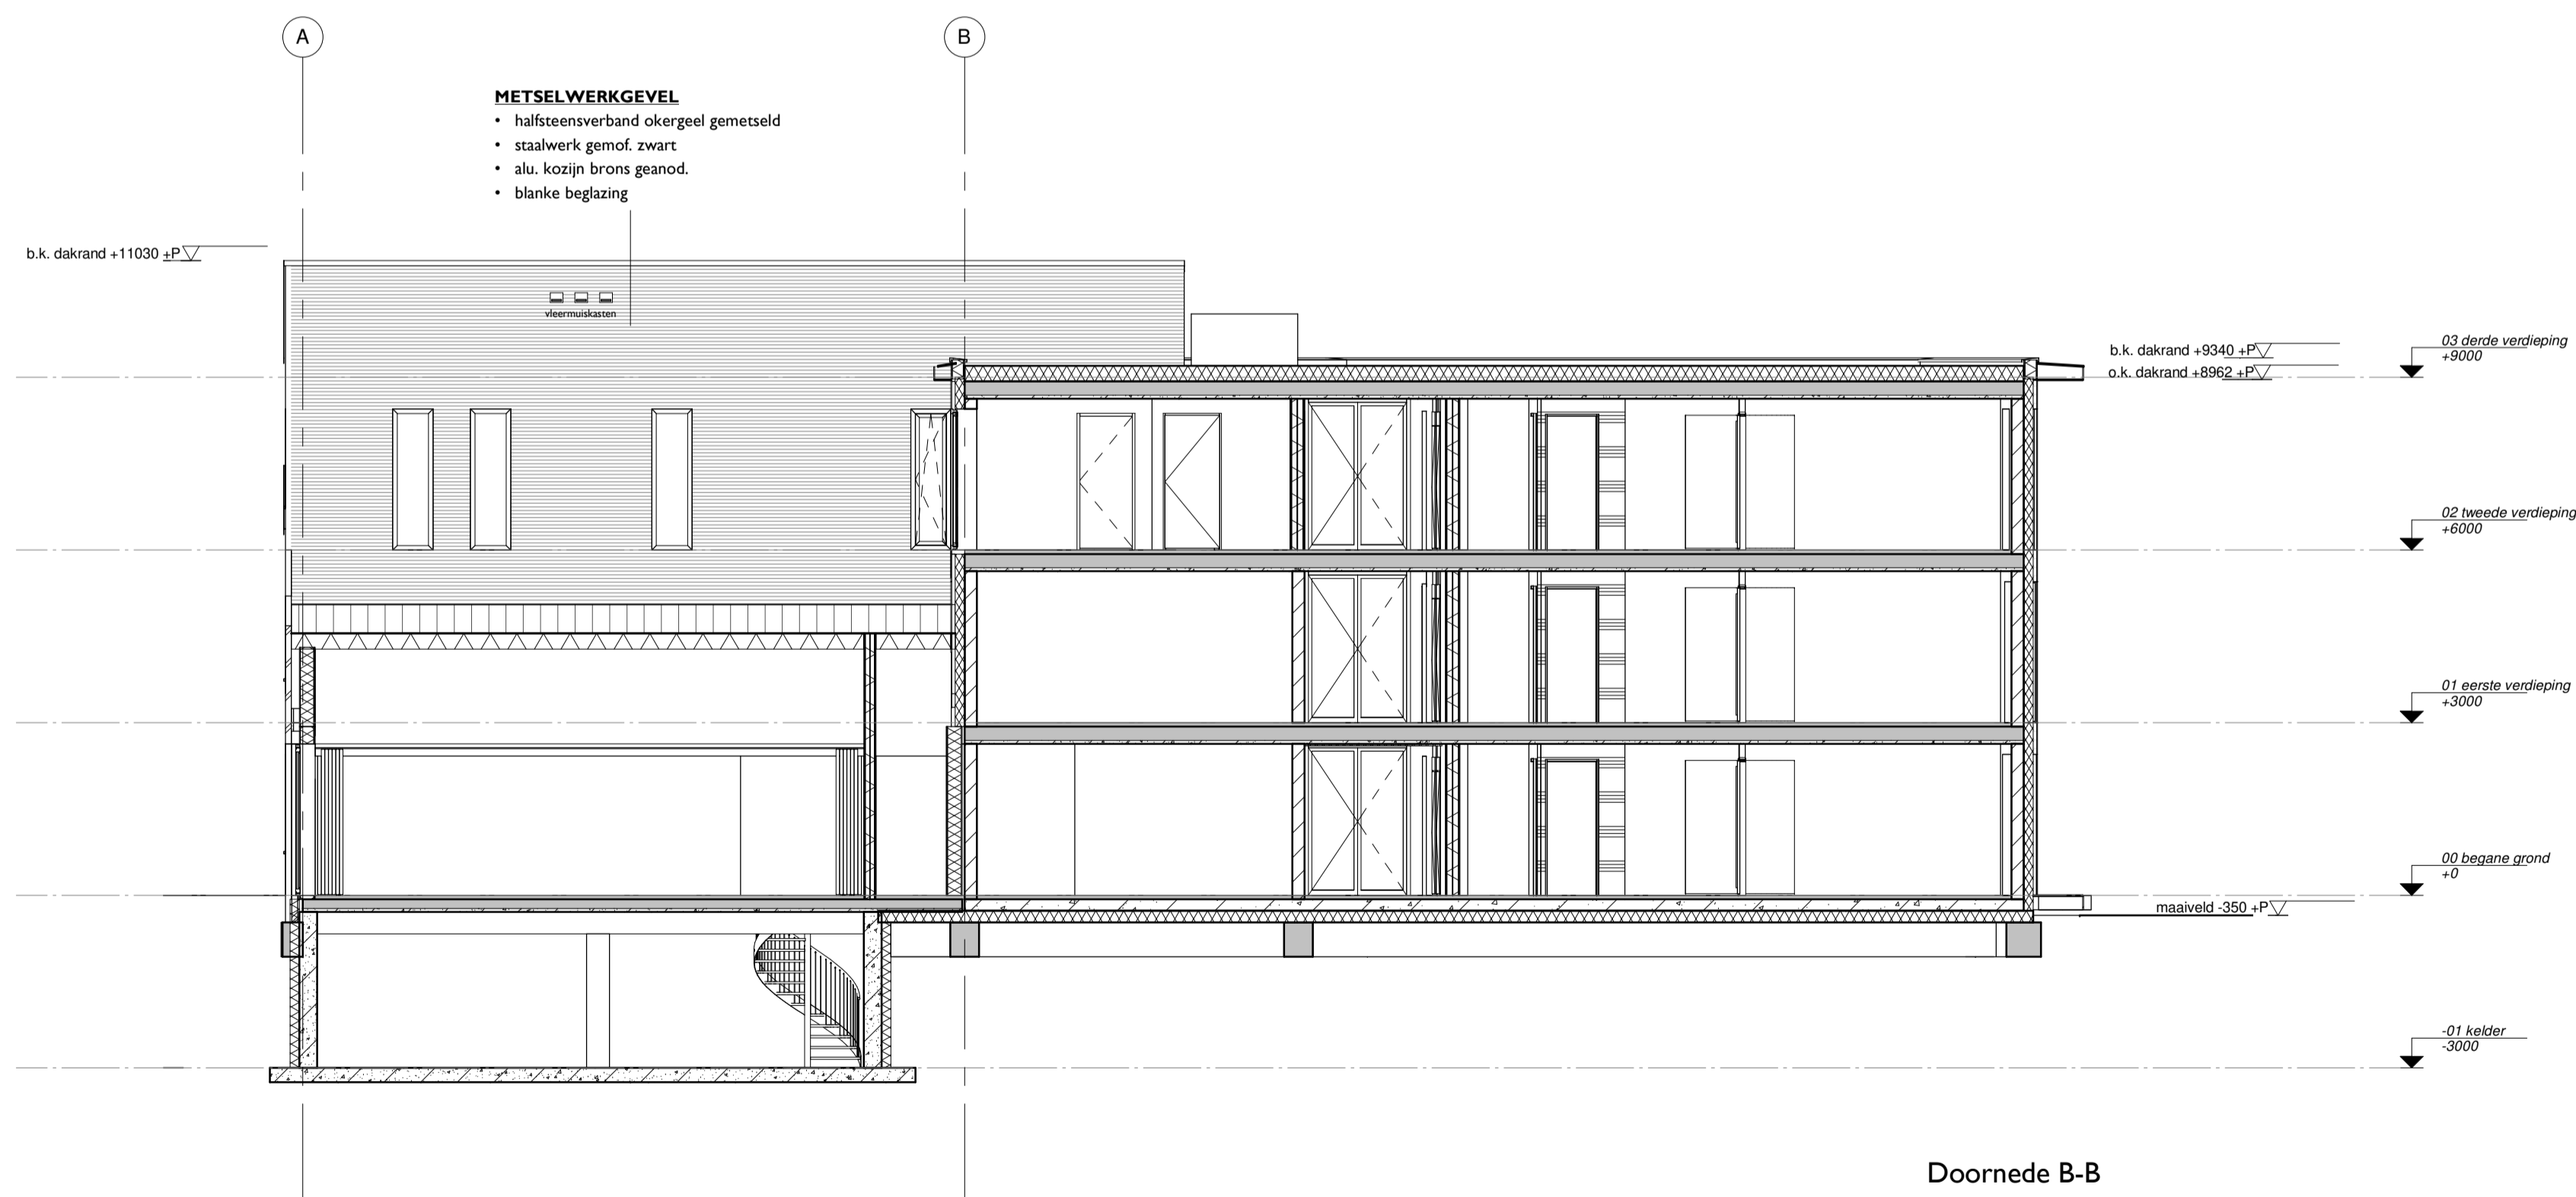 A
B
METSELWERKGEVEL
• halfsteensverband okergeel gemetseld
• staalwerk gemof. zwart
• alu. kozijn brons geanod.
• blanke beglazing
b.k. dakrand +11030 +P
vleermuiskasten
b.k. dakrand +9340 +P
o.k. dakrand +8962 +P
03 derde verdieping
+9000
02 tweede verdieping
+6000
01 eerste verdieping
+3000
00 begane grond
+0
maaiveld -350 +P
-01 kelder
-3000
Doornede B-B